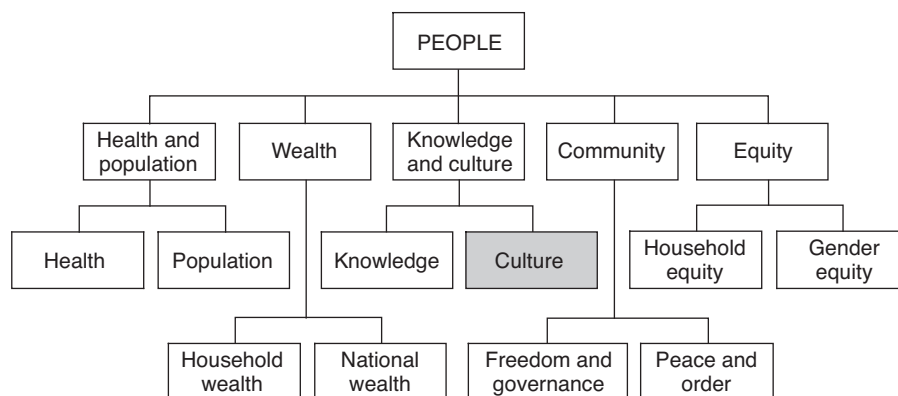 PEOPLE
Health and
population
Wealth
Knowledge
and culture
Community
Equity
Health
Population
Knowledge
Culture
Household
equity
Gender
equity
Household
wealth
National
wealth
Freedom and
governance
Peace and
order